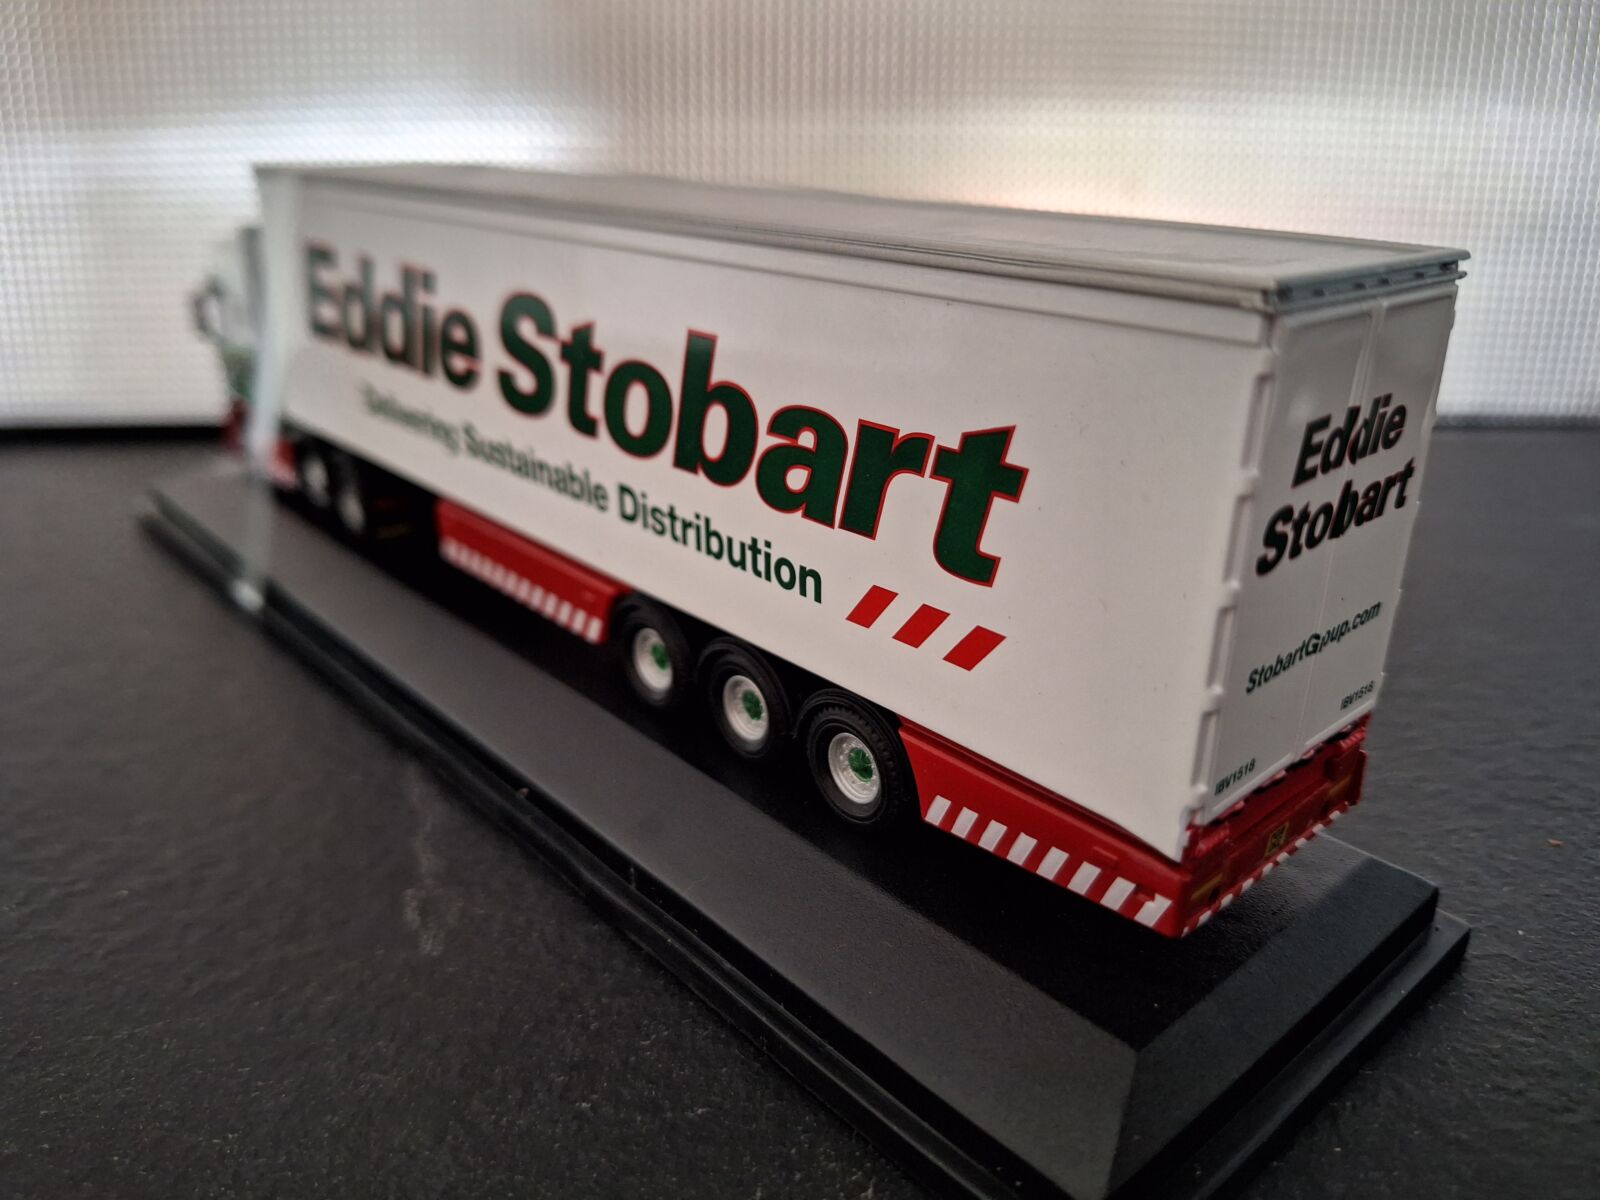 Eddie Stobart
Delivering Sustainable Distribution
Eddie
Stobart
StobartGroup.com
IBV1518
IBV1518